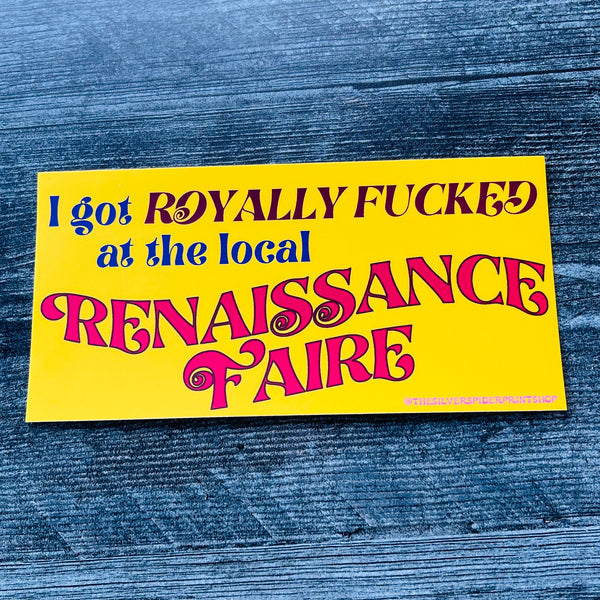 I got ROYALLY FUCKED
at the local
RENAISSANCE
FAIRE
@THESILVERSPIDERPRINTSHOP